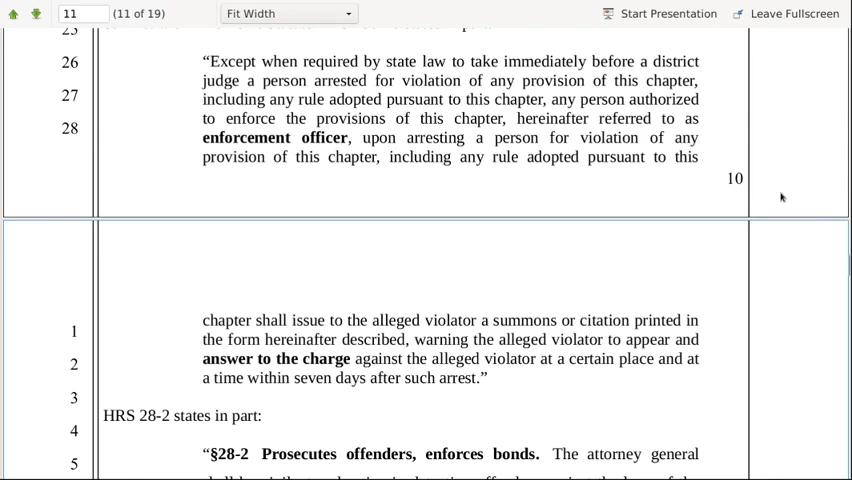 11 (11 of 19) Fit Width Start Presentation Leave Fullscreen
25
26 “Except when required by state law to take immediately before a district
judge a person arrested for violation of any provision of this chapter,
27 including any rule adopted pursuant to this chapter, any person authorized
to enforce the provisions of this chapter, hereinafter referred to as
28 enforcement officer, upon arresting a person for violation of any
provision of this chapter, including any rule adopted pursuant to this
10
chapter shall issue to the alleged violator a summons or citation printed in
1 the form hereinafter described, warning the alleged violator to appear and
2 answer to the charge against the alleged violator at a certain place and at
a time within seven days after such arrest.”
3
HRS 28-2 states in part:
4
5 “§28-2 Prosecutes offenders, enforces bonds. The attorney general